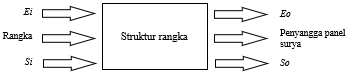 Ei
Eo
Rangka
Struktur rangka
Penyangga panel
surya
Si
So